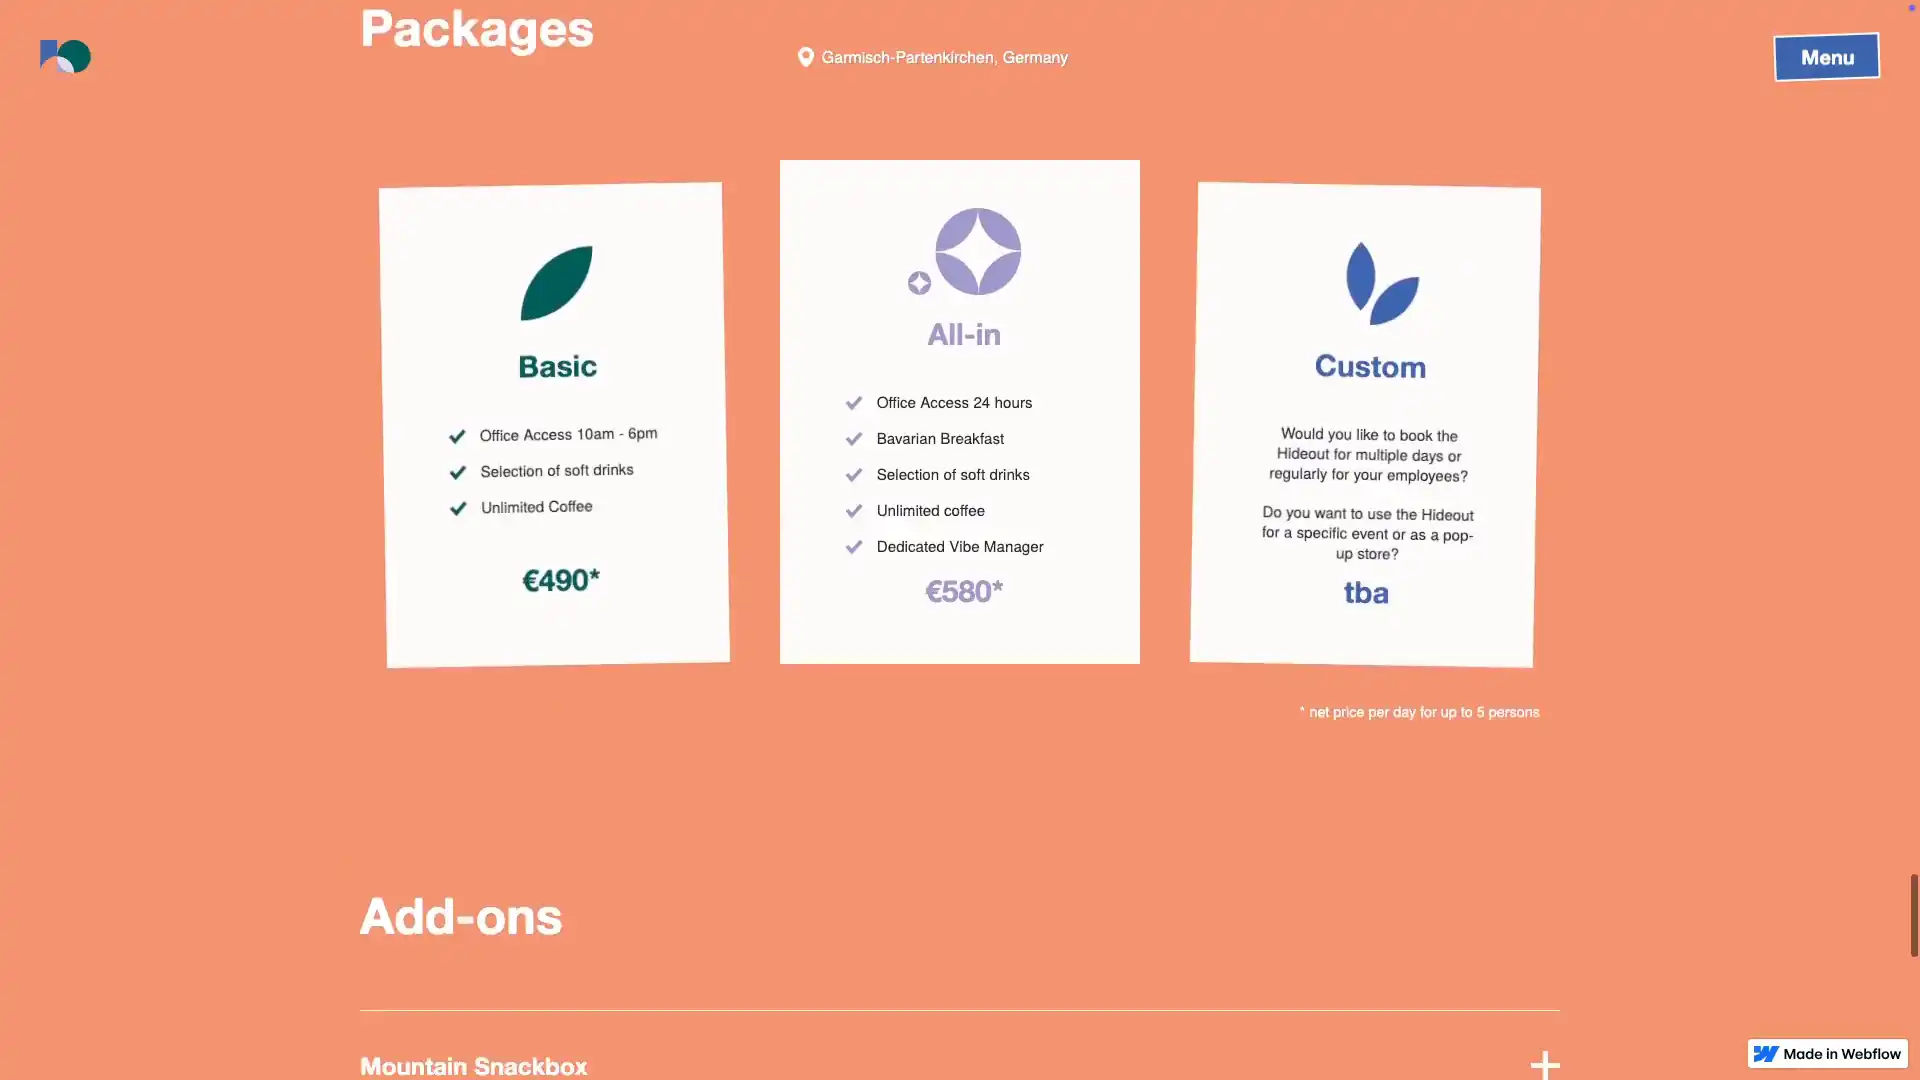 Packages
Garmisch-Partenkirchen, Germany
Menu
Basic
Office Access 10am - 6pm
Selection of soft drinks
Unlimited Coffee
€490*
All-in
Office Access 24 hours
Bavarian Breakfast
Selection of soft drinks
Unlimited coffee
Dedicated Vibe Manager
€580*
Custom
Would you like to book the
Hideout for multiple days or
regularly for your employees?
Do you want to use the Hideout
for a specific event or as a pop-
up store?
tba
* net price per day for up to 5 persons
Add-ons
Mountain Snackbox
Made in Webflow